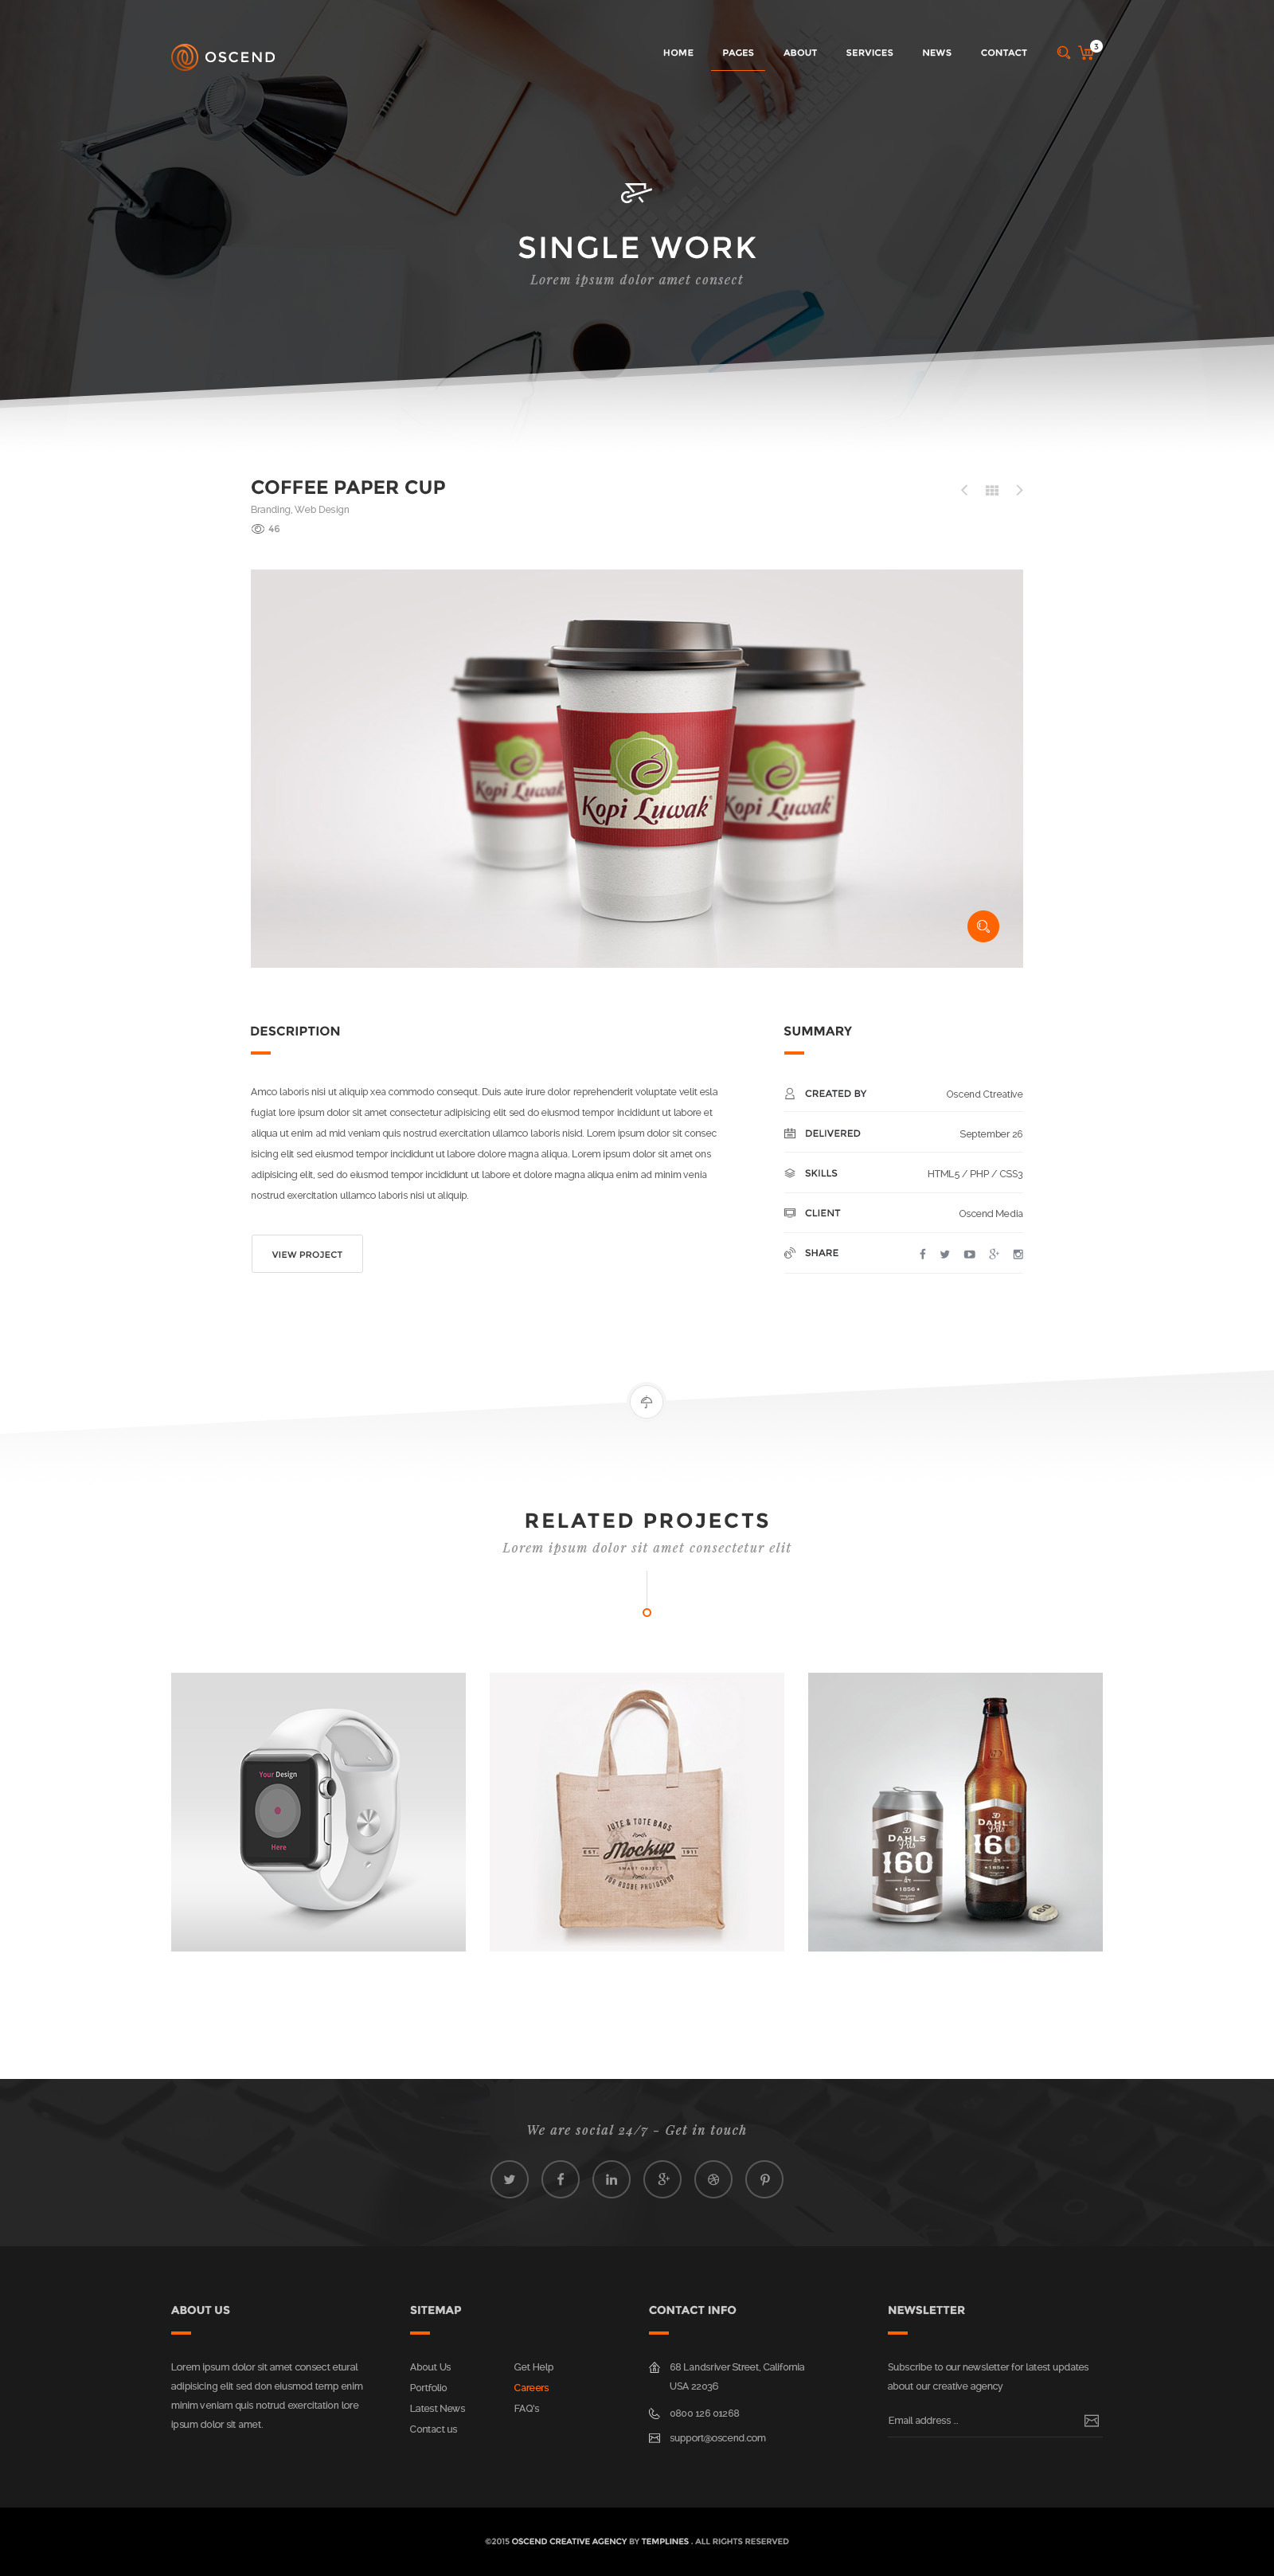 OSCEND
HOME PAGES ABOUT SERVICES NEWS CONTACT 3
SINGLE WORK
Lorem ipsum dolor amet consect
COFFEE PAPER CUP
Branding, Web Design
46
Kopi Luwak
Kopi Luwak
Kopi Luwak
DESCRIPTION
Amco laboris nisi ut aliquip xea commodo consequt. Duis aute irure dolor reprehenderit voluptate velit esla
fugiat lore ipsum dolor sit amet consectetur adipisicing elit sed do eiusmod tempor incididunt ut labore et
aliqua ut enim ad mid veniam quis nostrud exercitation ullamco laboris nisid. Lorem ipsum dolor sit consec
isicing elit sed eiusmod tempor incididunt ut labore dolore magna aliqua. Lorem ipsum dolor sit amet ons
adipisicing elit, sed do eiusmod tempor incididunt ut labore et dolore magna aliqua enim ad minim venia
nostrud exercitation ullamco laboris nisi ut aliquip.
VIEW PROJECT
SUMMARY
CREATED BY Oscend Ctreative
DELIVERED September 26
SKILLS HTML5 / PHP / CSS3
CLIENT Oscend Media
SHARE
RELATED PROJECTS
Lorem ipsum dolor sit amet consectetur elit
Your Design
Here
JUTE & TOTE BAGS
EST. Mockup 1911
SMART OBJECT
FOR ADOBE PHOTOSHOP
DAHLS
Pils
160
1856
DAHLS
Pils
160
1856
160
We are social 24/7 - Get in touch
ABOUT US
Lorem ipsum dolor sit amet consect etural
adipisicing elit sed don eiusmod temp enim
minim veniam quis notrud exercitation lore
ipsum dolor sit amet.
SITEMAP
About Us
Portfolio
Latest News
Contact us
Get Help
Careers
FAQ's
CONTACT INFO
68 Landsriver Street, California
USA 22036
0800 126 01268
support@oscend.com
NEWSLETTER
Subscribe to our newsletter for latest updates
about our creative agency
Email address ..
©2015 OSCEND CREATIVE AGENCY BY TEMPLINES . ALL RIGHTS RESERVED